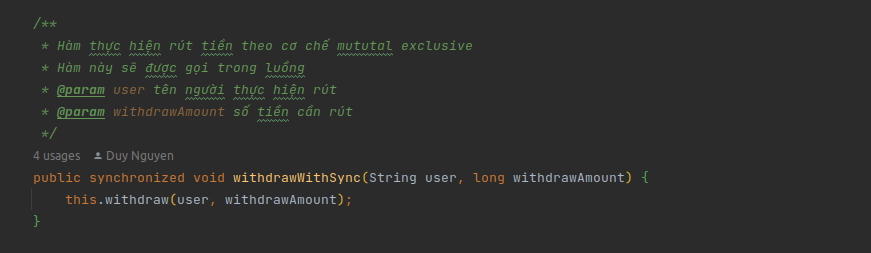 /**
 * Hàm thực hiện rút tiền theo cơ chế mututal exclusive
 * Hàm này sẽ được gọi trong luồng
 * @param user tên người thực hiện rút
 * @param withdrawAmount số tiền cần rút
 */
4 usages Duy Nguyen
public synchronized void withdrawWithSync(String user, long withdrawAmount) {
    this.withdraw(user, withdrawAmount);
}